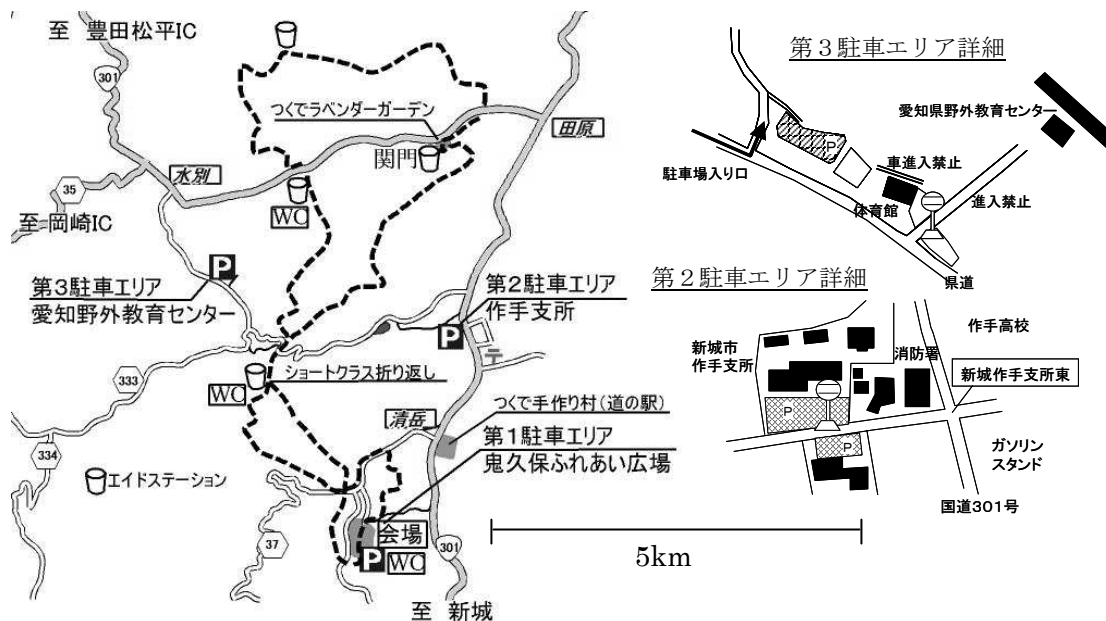 至 豊田松平IC
301
つくでラベンダーガーデン
田原
関門
水別
WC
35
至 岡崎IC
第3駐車エリア
愛知野外教育センター
P
第2駐車エリア
作手支所
P
〒
333
WC
ショートクラス折り返し
清岳
つくで手作り村(道の駅)
第1駐車エリア
鬼久保ふれあい広場
334
エイドステーション
37
会場
P
WC
301
至 新城
5km
第3駐車エリア詳細
愛知県野外教育センター
P
駐車場入り口
車進入禁止
体育館
進入禁止
県道
第2駐車エリア詳細
作手高校
新城市
作手支所
消防署
新城作手支所東
P
P
ガソリン
スタンド
国道301号